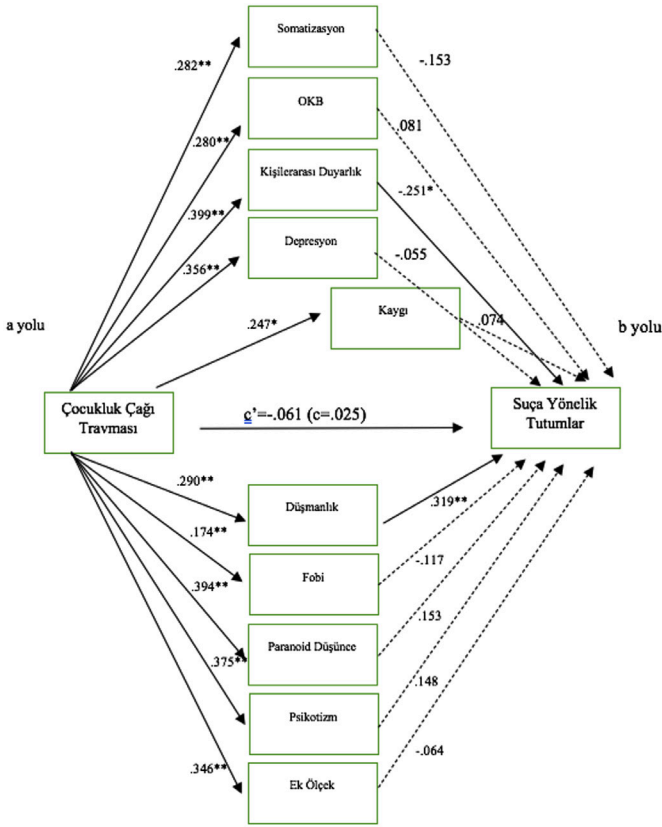 Somatizasyon
.282**
-.153
OKB
.280**
.081
Kişilerarası Duyarlık
.399**
-.251*
Depresyon
.356**
-.055
a yolu
Kaygı
.247*
.074
b yolu
Çocukluk Çağı
Travması
c'=-.061 (c=.025)
Suça Yönelik
Tutumlar
.290**
Düşmanlık
.319**
.174**
Fobi
-.117
.394**
Paranoid Düşünce
.153
.375**
Psikotizm
.148
.346**
Ek Ölçek
-.064